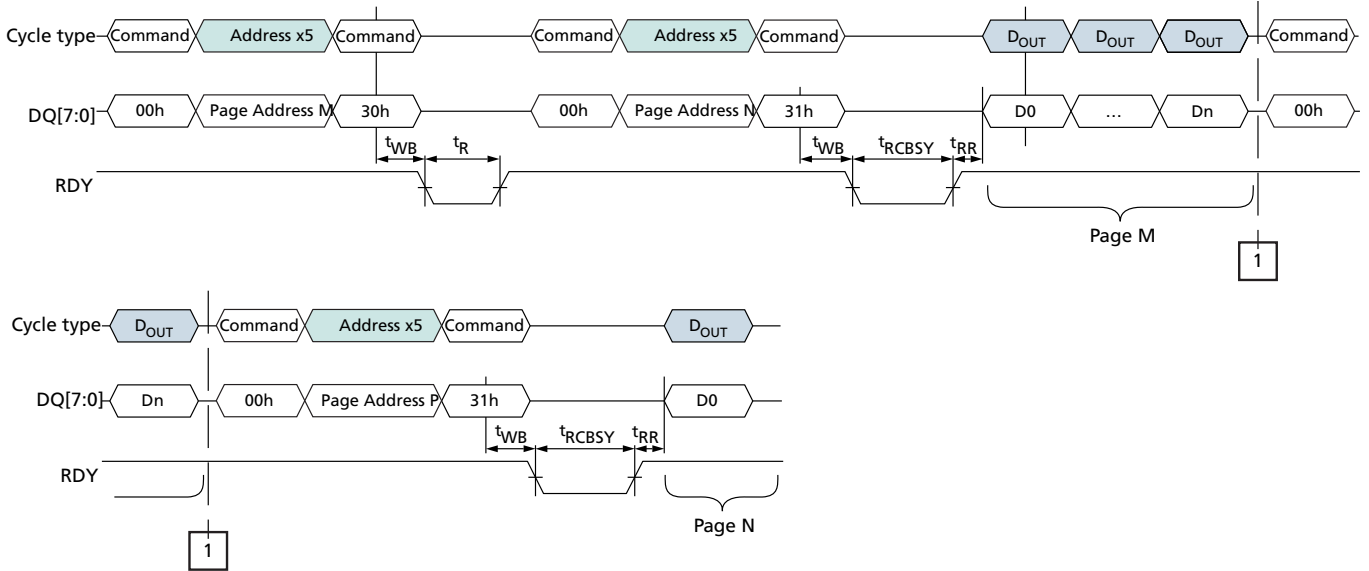 Cycle type Command Address x5 Command Command Address x5 Command DOUT DOUT DOUT Command
DQ[7:0] 00h Page Address M 30h 00h Page Address N 31h D0 … Dn 00h
tWB tR tWB tRCBSY tRR
RDY
Page M
1
Cycle type DOUT Command Address x5 Command DOUT
DQ[7:0] Dn 00h Page Address P 31h D0
tWB tRCBSY tRR
RDY
Page N
1